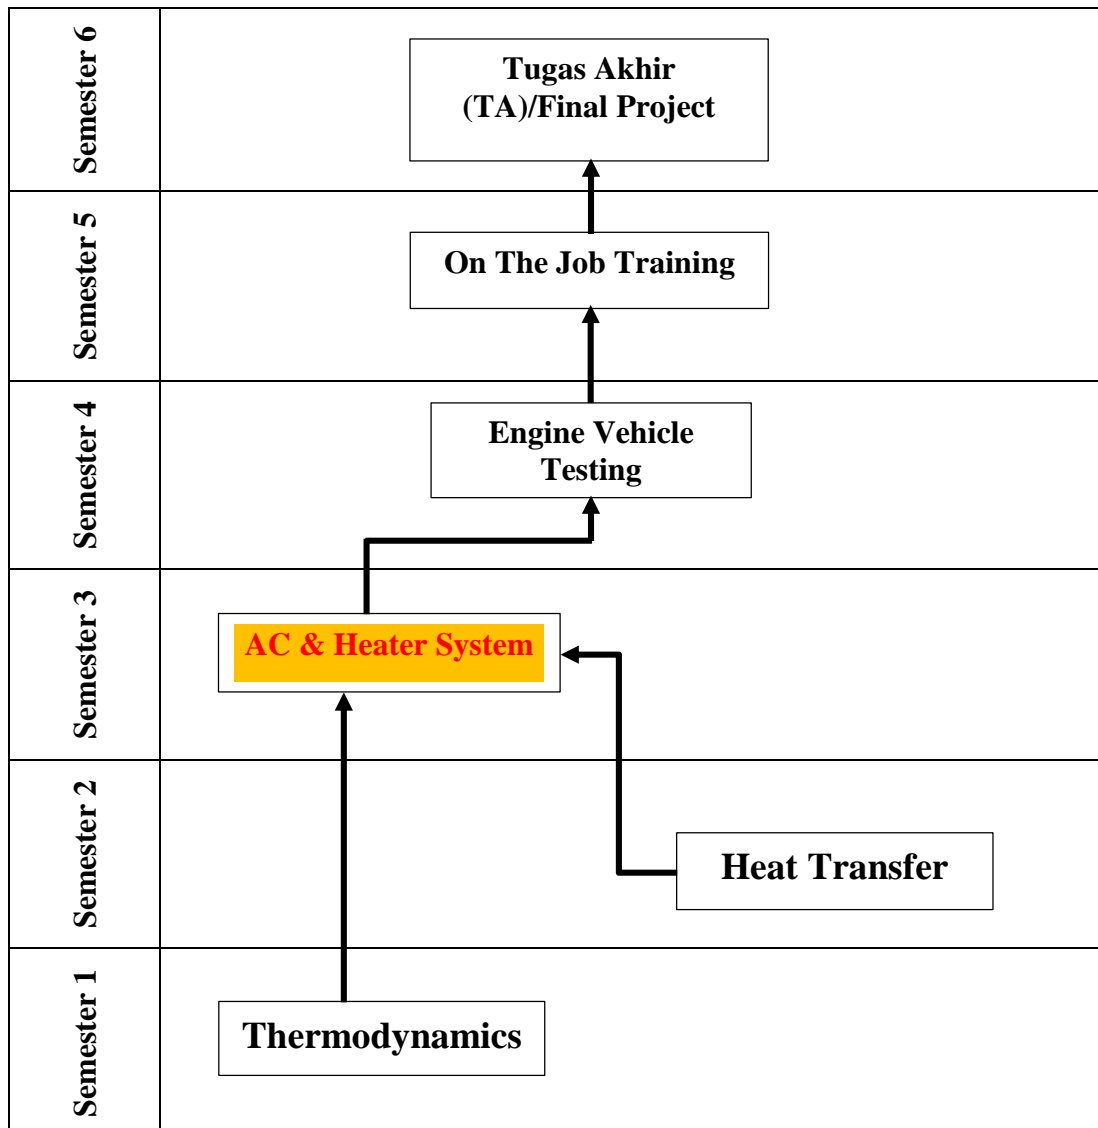 Semester 6
Tugas Akhir
(TA)/Final Project
Semester 5
On The Job Training
Semester 4
Engine Vehicle
Testing
Semester 3
AC & Heater System
Semester 2
Heat Transfer
Semester 1
Thermodynamics